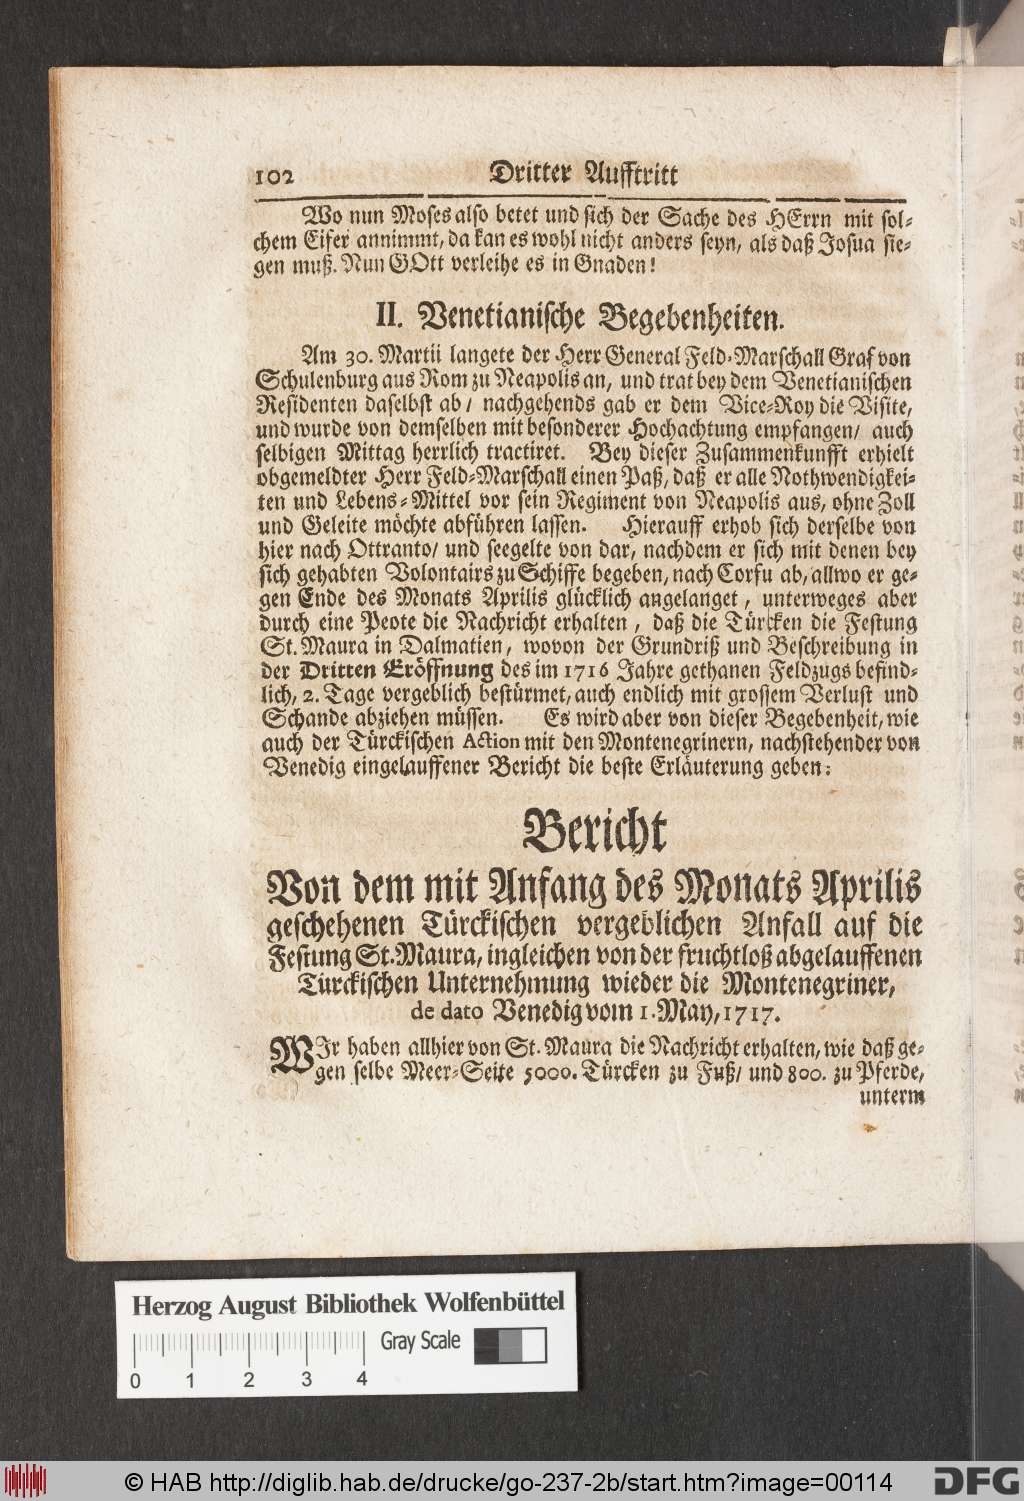 102 Dritter Aufftritt
Wo nun Moses also betet und sich der Sache des HErrn mit sol-
chem Eifer annimmt, da kan es wohl nicht anders seyn, als daß Josua sie-
gen muß. Nun GOtt verleihe es in Gnaden!
II. Venetianische Begebenheiten.
Am 30. Martii langete der Herr General Feld-Marschall Graf von
Schulenburg aus Rom zu Neapolis an, und trat bey dem Venetianischen
Residenten daselbst ab/ nachgehends gab er dem Vice-Roy die Visite,
und wurde von demselben mit besonderer Hochachtung empfangen/ auch
selbigen Mittag herrlich tractiret. Bey dieser Zusammenkunfft erhielt
obgemeldter Herr Feld-Marschall einen Paß, daß er alle Nothwendigkei-
ten und Lebens-Mittel vor sein Regiment von Neapolis aus, ohne Zoll
und Geleite möchte abführen lassen. Hierauff erhob sich derselbe von
hier nach Ottranto/ und seegelte von dar, nachdem er sich mit denen bey
sich gehabten Volontairs zu Schiffe begeben, nach Corfu ab, allwo er ge-
gen Ende des Monats Aprilis glücklich angelanget, unterweges aber
durch eine Peote die Nachricht erhalten, daß die Türcken die Festung
St. Maura in Dalmatien, wovon der Grundriß und Beschreibung in
der Dritten Eröffnung des im 1716 Jahre gethanen Feldzugs befind-
lich, 2. Tage vergeblich bestürmet, auch endlich mit grossem Verlust und
Schande abziehen müssen. Es wird aber von dieser Begebenheit, wie
auch der Türckischen Action mit den Montenegrinern, nachstehender von
Venedig eingelauffener Bericht die beste Erläuterung geben:
Bericht
Von dem mit Anfang des Monats Aprilis
geschehenen Türckischen vergeblichen Anfall auf die
Festung St. Maura, ingleichen von der fruchtloß abgelauffenen
Türckischen Unternehmung wieder die Montenegriner,
de dato Venedig vom 1. May, 1717.
WIr haben allhier von St. Maura die Nachricht erhalten, wie daß ge-
gen selbe Meer-Seite 5000. Türcken zu Fuß/ und 800. zu Pferde,
unterm
Herzog August Bibliothek Wolfenbüttel
Gray Scale
0 1 2 3 4
© HAB http://diglib.hab.de/drucke/go-237-2b/start.htm?image=00114
DFG